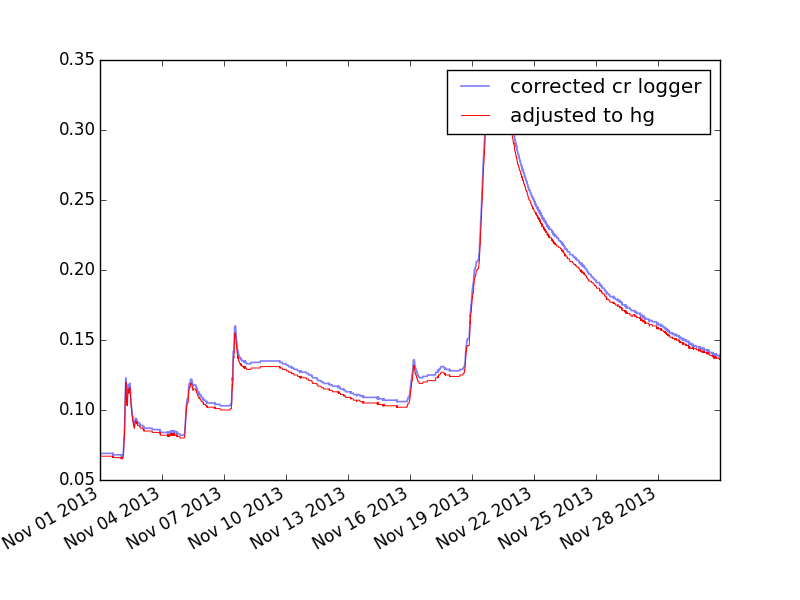 0.35
0.30
0.25
0.20
0.15
0.10
0.05
corrected cr logger
adjusted to hg
Nov 01 2013
Nov 04 2013
Nov 07 2013
Nov 10 2013
Nov 13 2013
Nov 16 2013
Nov 19 2013
Nov 22 2013
Nov 25 2013
Nov 28 2013